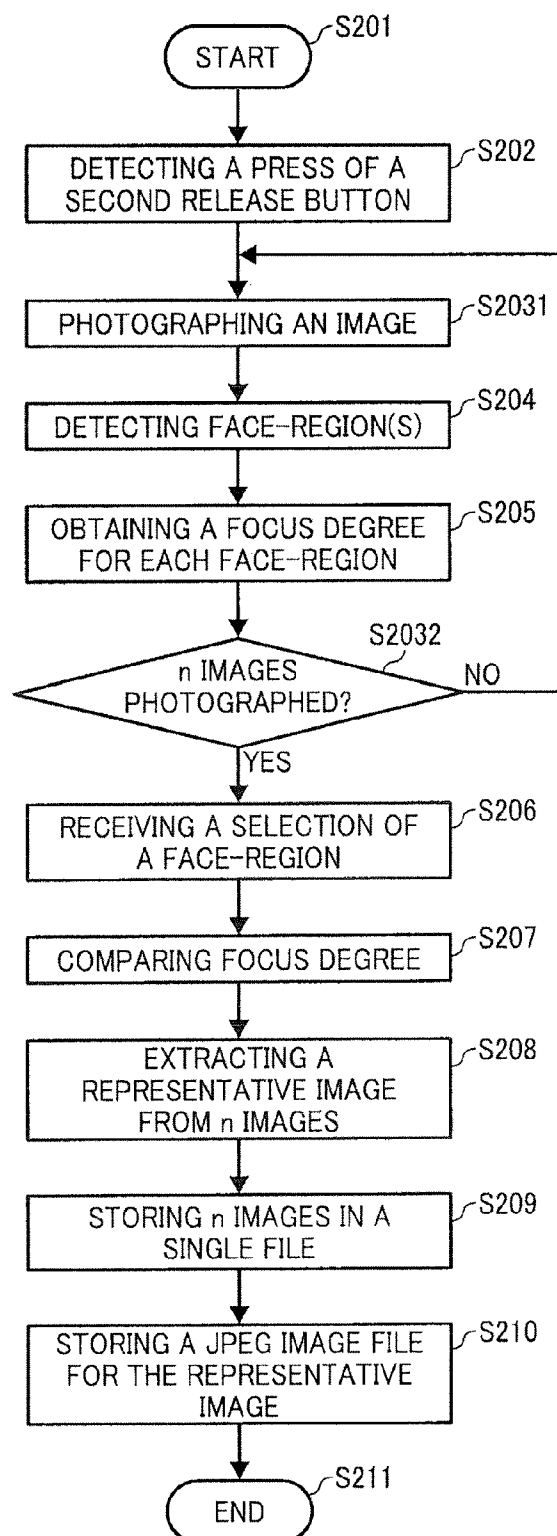 S201
START
S202
DETECTING A PRESS OF A
SECOND RELEASE BUTTON
S2031
PHOTOGRAPHING AN IMAGE
S204
DETECTING FACE-REGION(S)
S205
OBTAINING A FOCUS DEGREE
FOR EACH FACE-REGION
S2032
n IMAGES
PHOTOGRAPHED?
NO
YES
S206
RECEIVING A SELECTION OF
A FACE-REGION
S207
COMPARING FOCUS DEGREE
S208
EXTRACTING A
REPRESENTATIVE IMAGE
FROM n IMAGES
S209
STORING n IMAGES IN A
SINGLE FILE
S210
STORING A JPEG IMAGE FILE
FOR THE REPRESENTATIVE
IMAGE
S211
END